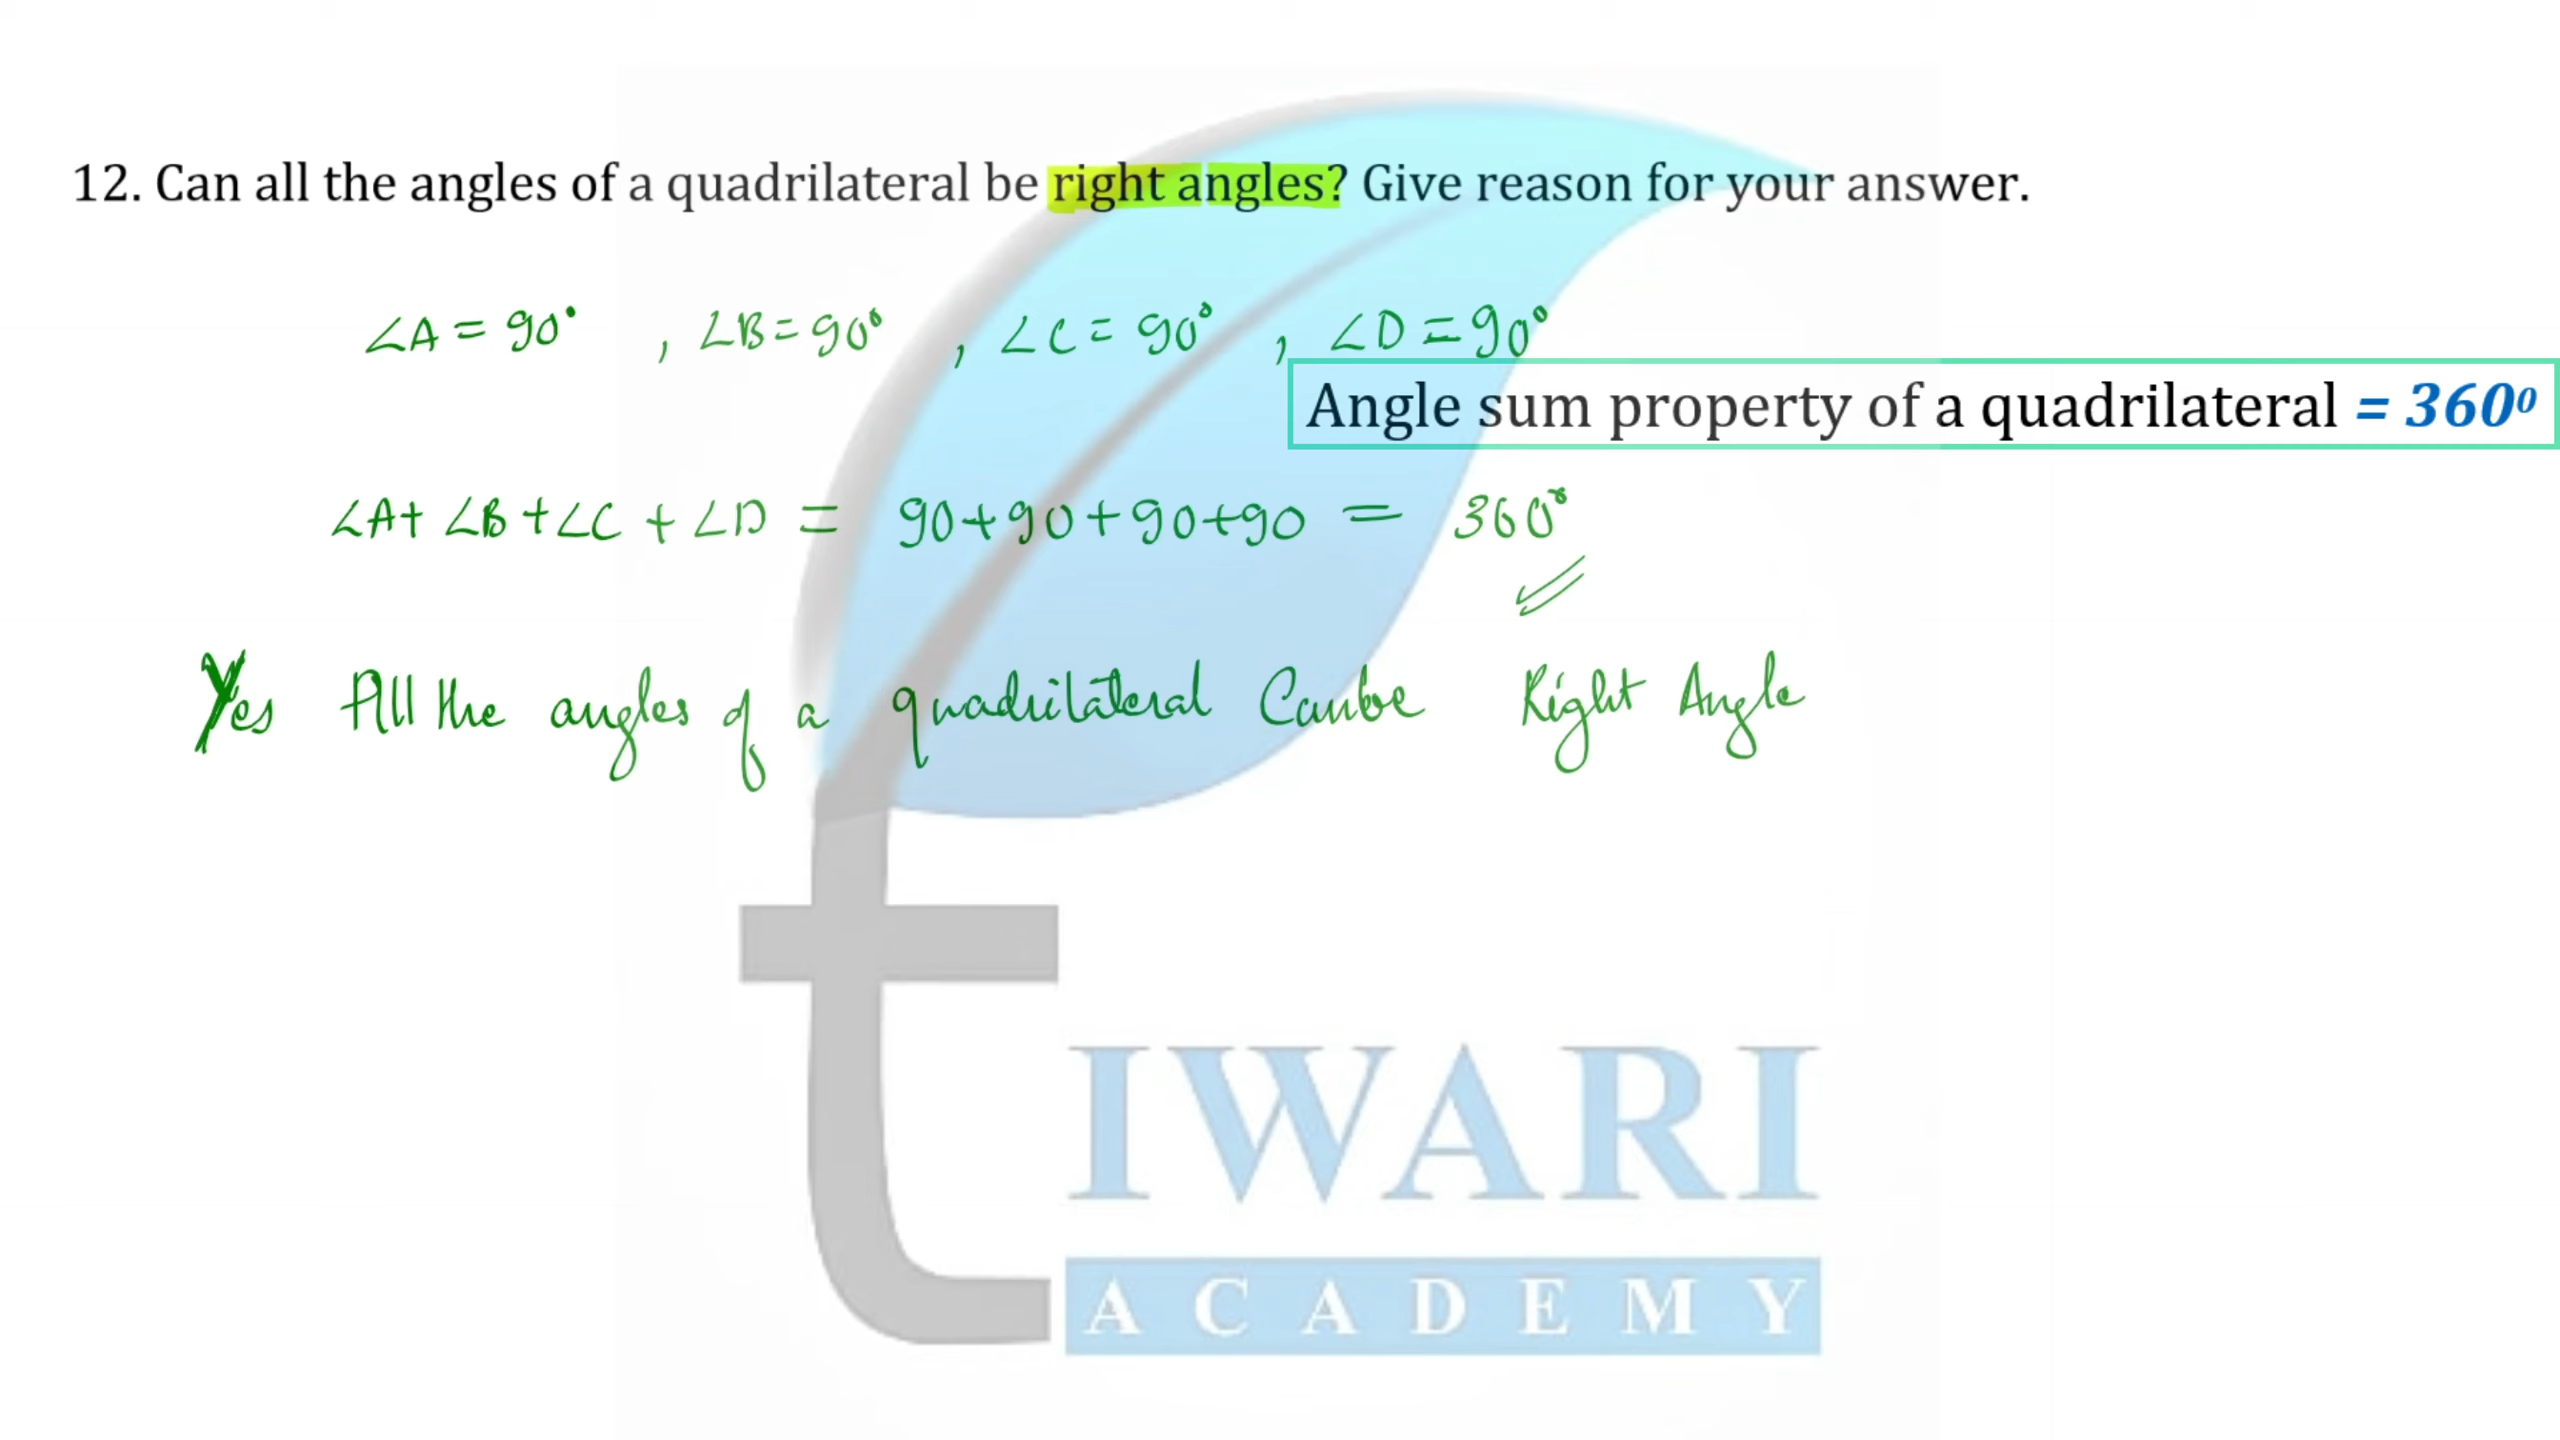 12. Can all the angles of a quadrilateral be right angles? Give reason for your answer.
∠A = 90° , ∠B = 90° , ∠C = 90° , ∠D = 90°
Angle sum property of a quadrilateral = 360⁰
∠A + ∠B + ∠C + ∠D = 90+90+90+90 = 360°
Yes All the angles of a quadrilateral Can be Right Angle
tIWARI
ACADEMY